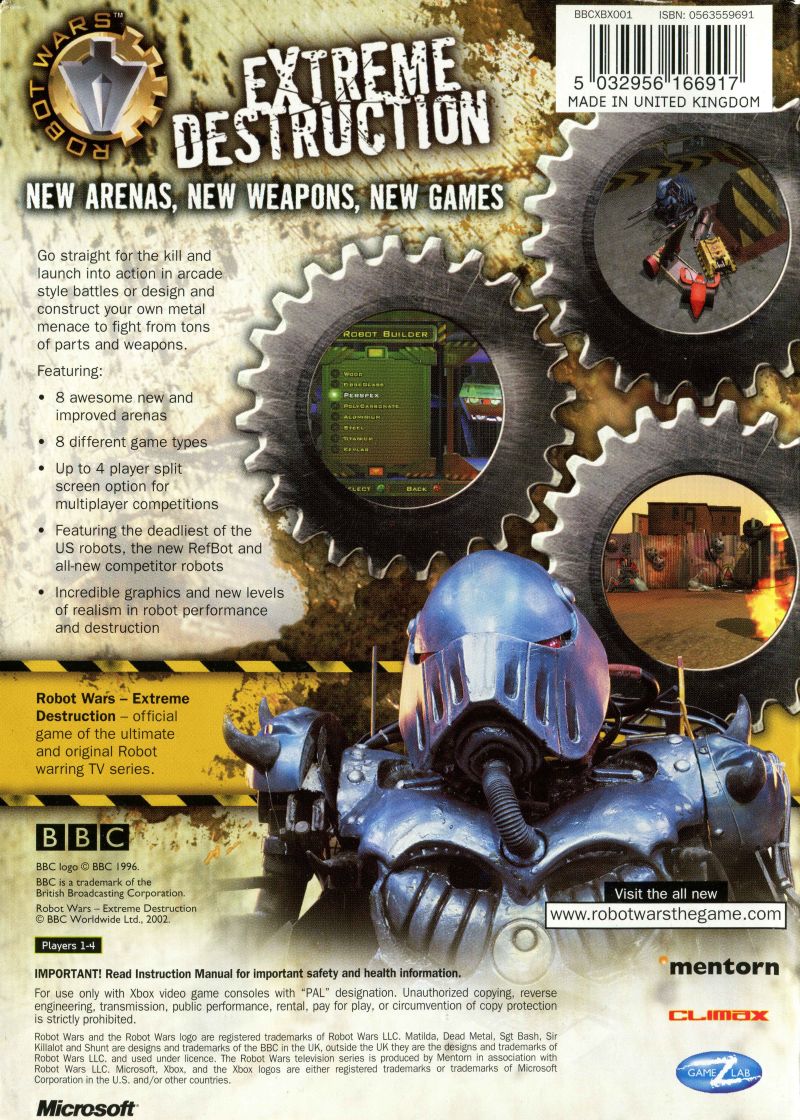 ROBOT WARS™
EXTREME
DESTRUCTION
BBCXBX001 ISBN: 0563559691
5 032956 166917
MADE IN UNITED KINGDOM
NEW ARENAS, NEW WEAPONS, NEW GAMES
Go straight for the kill and
launch into action in arcade
style battles or design and
construct your own metal
menace to fight from tons
of parts and weapons.
Featuring:
• 8 awesome new and
improved arenas
• 8 different game types
• Up to 4 player split
screen option for
multiplayer competitions
• Featuring the deadliest of the
US robots, the new RefBot and
all-new competitor robots
• Incredible graphics and new levels
of realism in robot performance
and destruction
ROBOT BUILDER
WOOD
FIBREGLASS
PERSPEX
POLYCARBONATE
ALUMINIUM
STEEL
TITANIUM
KEVLAR
LECT BACK
Robot Wars – Extreme
Destruction – official
game of the ultimate
and original Robot
warring TV series.
BBC
BBC logo © BBC 1996.
BBC is a trademark of the
British Broadcasting Corporation.
Robot Wars – Extreme Destruction
© BBC Worldwide Ltd., 2002.
Players 1-4
Visit the all new
www.robotwarsthegame.com
IMPORTANT! Read Instruction Manual for important safety and health information.
For use only with Xbox video game consoles with “PAL” designation. Unauthorized copying, reverse
engineering, transmission, public performance, rental, pay for play, or circumvention of copy protection
is strictly prohibited.
Robot Wars and the Robot Wars logo are registered trademarks of Robot Wars LLC. Matilda, Dead Metal, Sgt Bash, Sir
Killalot and Shunt are designs and trademarks of the BBC in the UK, outside the UK they are the designs and trademarks of
Robot Wars LLC. and used under licence. The Robot Wars television series is produced by Mentorn in association with
Robot Wars LLC. Microsoft, Xbox, and the Xbox logos are either registered trademarks or trademarks of Microsoft
Corporation in the U.S. and/or other countries.
mentorn
CLIMAX
GAME Z LAB
Microsoft